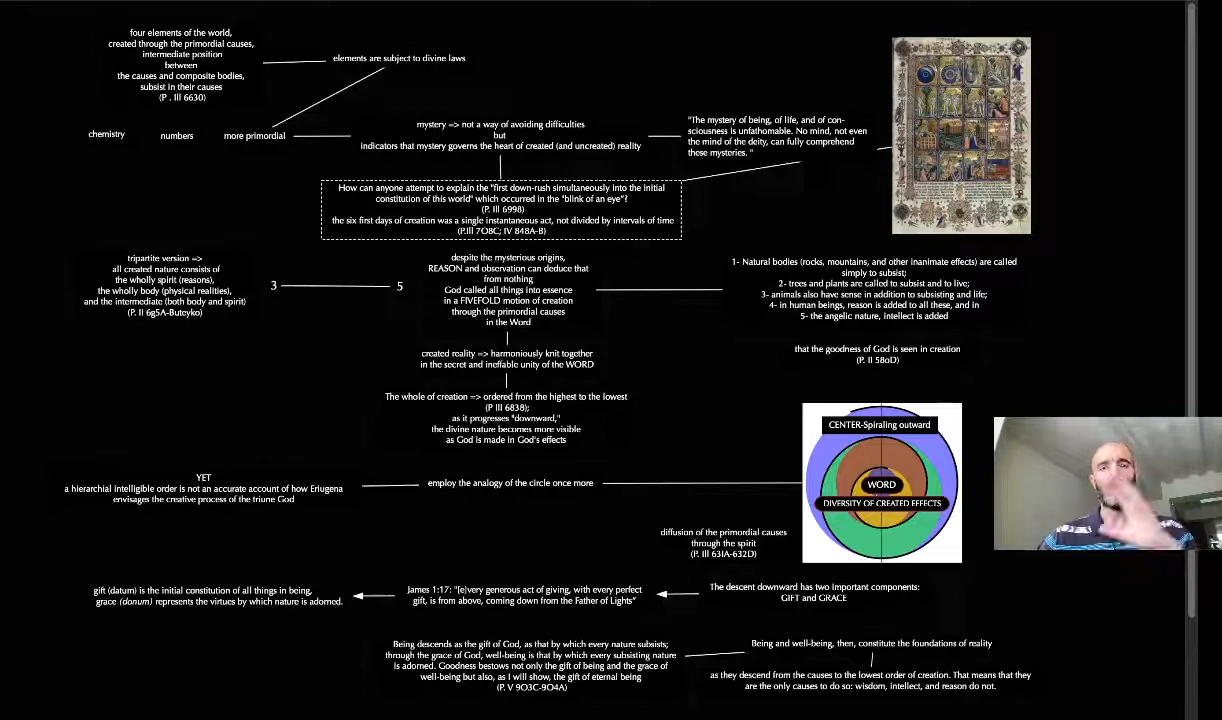 four elements of the world,
created through the primordial causes,
intermediate position
between
the causes and composite bodies,
subsist in their causes
(P . III 6630)
elements are subject to divine laws
chemistry
numbers
more primordial
mystery => not a way of avoiding difficulties
but
indicators that mystery governs the heart of created (and uncreated) reality
"The mystery of being, of life, and of con-
sciousness is unfathomable. No mind, not even
the mind of the deity, can fully comprehend
these mysteries. "
How can anyone attempt to explain the "first down-rush simultaneously into the initial
constitution of this world" which occurred in the "blink of an eye"?
(P. III 6998)
the six first days of creation was a single instantaneous act, not divided by intervals of time
(P.III 7O8C; IV 848A-B)
tripartite version =>
all created nature consists of
the wholly spirit (reasons),
the wholly body (physical realities),
and the intermediate (both body and spirit)
(P. II 6g5A-Buteyko)
3
5
despite the mysterious origins,
REASON and observation can deduce that
from nothing
God called all things into essence
in a FIVEFOLD motion of creation
through the primordial causes
in the Word
1- Natural bodies (rocks, mountains, and other inanimate effects) are called
simply to subsist;
2- trees and plants are called to subsist and to live;
3- animals also have sense in addition to subsisting and life;
4- in human beings, reason is added to all these, and in
5- the angelic nature, intellect is added
created reality => harmoniously knit together
in the secret and ineffable unity of the WORD
that the goodness of God is seen in creation
(P. II 58oD)
The whole of creation => ordered from the highest to the lowest
(P III 6838);
as it progresses "downward,"
the divine nature becomes more visible
as God is made in God's effects
CENTER-Spiraling outward
WORD
DIVERSITY OF CREATED EFFECTS
YET
a hierarchial intelligible order is not an accurate account of how Eriugena
envisages the creative process of the triune God
employ the analogy of the circle once more
diffusion of the primordial causes
through the spirit
(P. III 63IA-632D)
gift (datum) is the initial constitution of all things in being,
grace (donum) represents the virtues by which nature is adorned.
James 1:17: "[e]very generous act of giving, with every perfect
gift, is from above, coming down from the Father of Lights"
The descent downward has two important components:
GIFT and GRACE
Being descends as the gift of God, as that by which every nature subsists;
through the grace of God, well-being is that by which every subsisting nature
is adorned. Goodness bestows not only the gift of being and the grace of
well-being but also, as I will show, the gift of eternal being
(P. V 9O3C-9O4A)
Being and well-being, then, constitute the foundations of reality
as they descend from the causes to the lowest order of creation. That means that they
are the only causes to do so: wisdom, intellect, and reason do not.